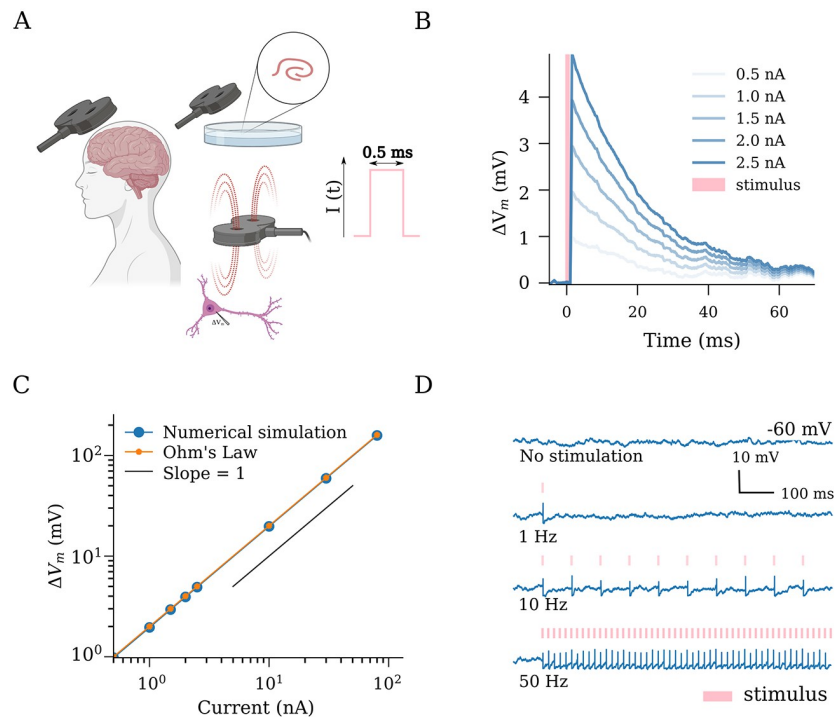 A
0.5 ms
I (t)
ΔVₘ
B
ΔVₘ (mV)
4
3
2
1
0
0
20
40
60
Time (ms)
0.5 nA
1.0 nA
1.5 nA
2.0 nA
2.5 nA
stimulus
C
Numerical simulation
Ohm's Law
Slope = 1
ΔVₘ (mV)
10²
10¹
10⁰
10⁰
10¹
10²
Current (nA)
D
-60 mV
No stimulation
10 mV
100 ms
1 Hz
10 Hz
50 Hz
stimulus